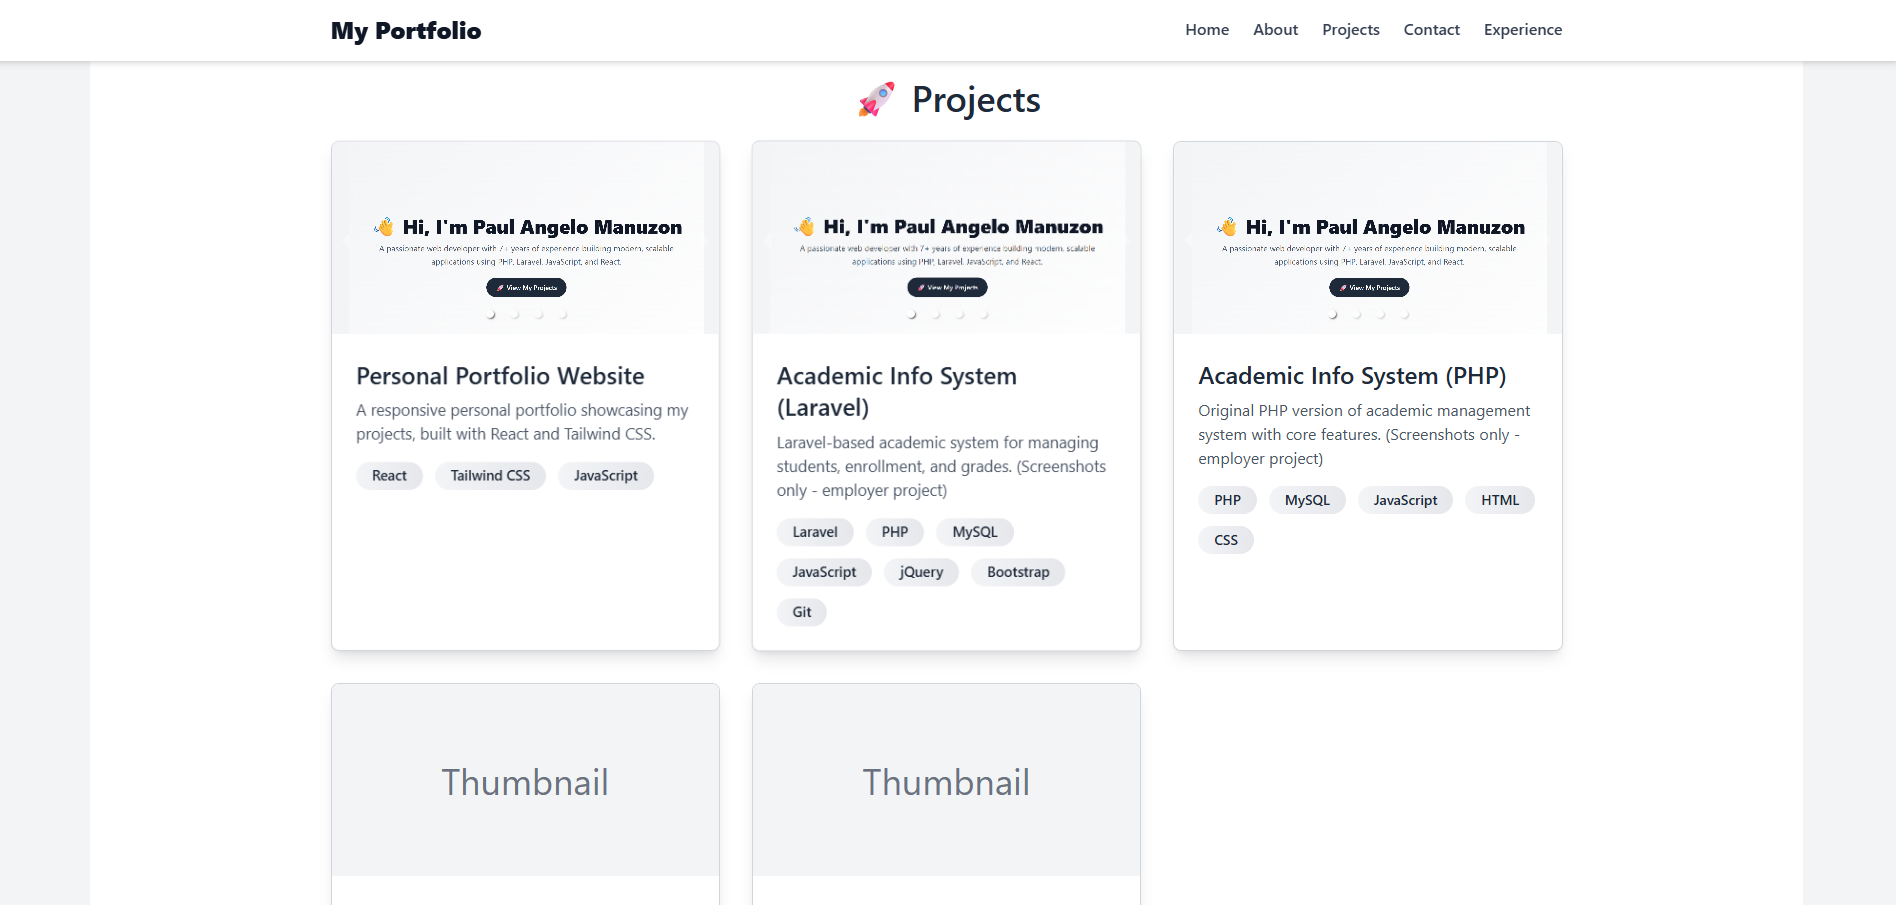 My Portfolio
Home About Projects Contact Experience
🚀 Projects
👋 Hi, I'm Paul Angelo Manuzon
A passionate web developer with 7+ years of experience building modern, scalable
applications using PHP, Laravel, JavaScript, and React.
🚀 View My Projects
Personal Portfolio Website
A responsive personal portfolio showcasing my
projects, built with React and Tailwind CSS.
React Tailwind CSS JavaScript
👋 Hi, I'm Paul Angelo Manuzon
A passionate web developer with 7+ years of experience building modern, scalable
applications using PHP, Laravel, JavaScript, and React.
🚀 View My Projects
Academic Info System
(Laravel)
Laravel-based academic system for managing
students, enrollment, and grades. (Screenshots
only - employer project)
Laravel PHP MySQL
JavaScript jQuery Bootstrap
Git
👋 Hi, I'm Paul Angelo Manuzon
A passionate web developer with 7+ years of experience building modern, scalable
applications using PHP, Laravel, JavaScript, and React.
🚀 View My Projects
Academic Info System (PHP)
Original PHP version of academic management
system with core features. (Screenshots only -
employer project)
PHP MySQL JavaScript HTML
CSS
Thumbnail
Thumbnail